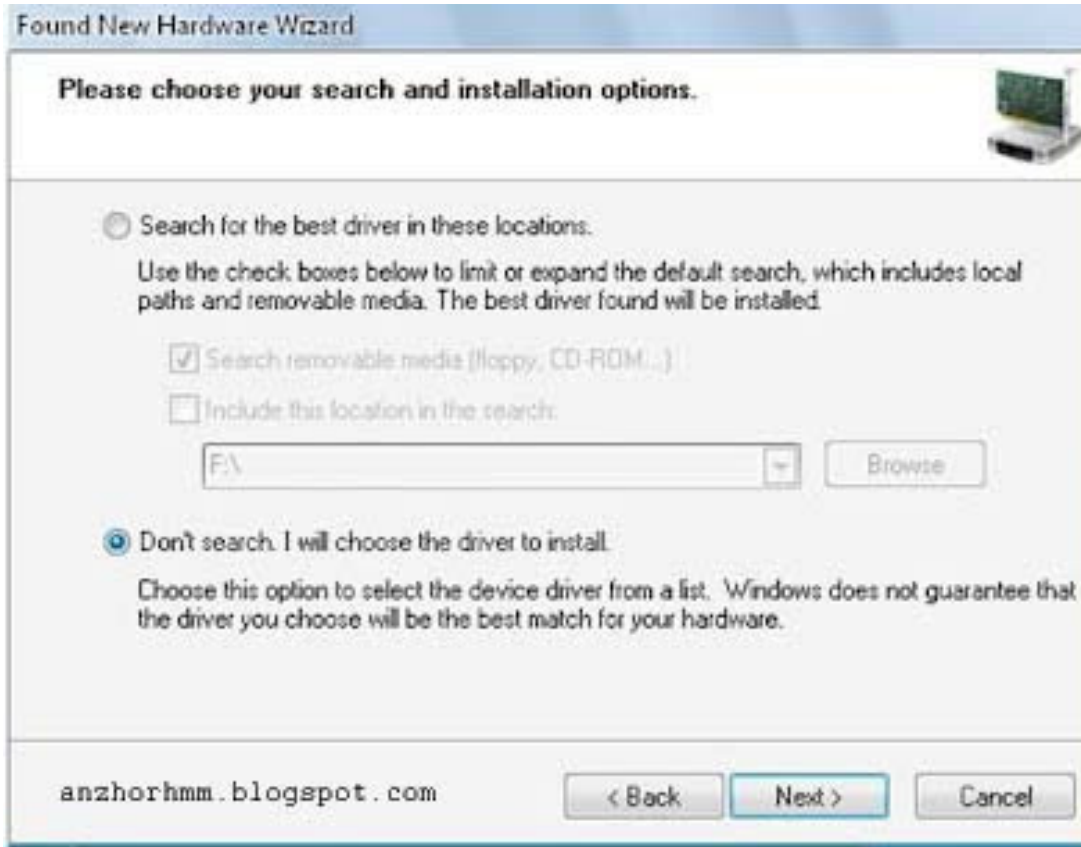 Found New Hardware Wizard
Please choose your search and installation options.
Search for the best driver in these locations.
Use the check boxes below to limit or expand the default search, which includes local
paths and removable media. The best driver found will be installed.
Search removable media (floppy, CD-ROM...)
Include this location in the search:
F:\
Browse
Don't search. I will choose the driver to install.
Choose this option to select the device driver from a list. Windows does not guarantee that
the driver you choose will be the best match for your hardware.
anzhorhmm.blogspot.com
< Back
Next >
Cancel